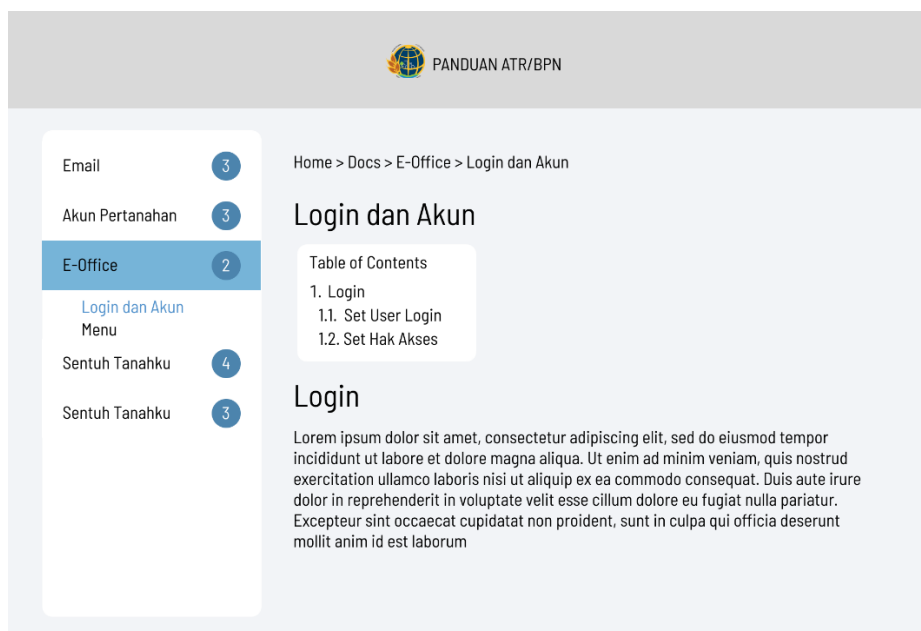 PANDUAN ATR/BPN
Email 3
Akun Pertanahan 3
E-Office 2
Login dan Akun
Menu
Sentuh Tanahku 4
Sentuh Tanahku 3
Home > Docs > E-Office > Login dan Akun
Login dan Akun
Table of Contents
1. Login
1.1. Set User Login
1.2. Set Hak Akses
Login
Lorem ipsum dolor sit amet, consectetur adipiscing elit, sed do eiusmod tempor
incididunt ut labore et dolore magna aliqua. Ut enim ad minim veniam, quis nostrud
exercitation ullamco laboris nisi ut aliquip ex ea commodo consequat. Duis aute irure
dolor in reprehenderit in voluptate velit esse cillum dolore eu fugiat nulla pariatur.
Excepteur sint occaecat cupidatat non proident, sunt in culpa qui officia deserunt
mollit anim id est laborum